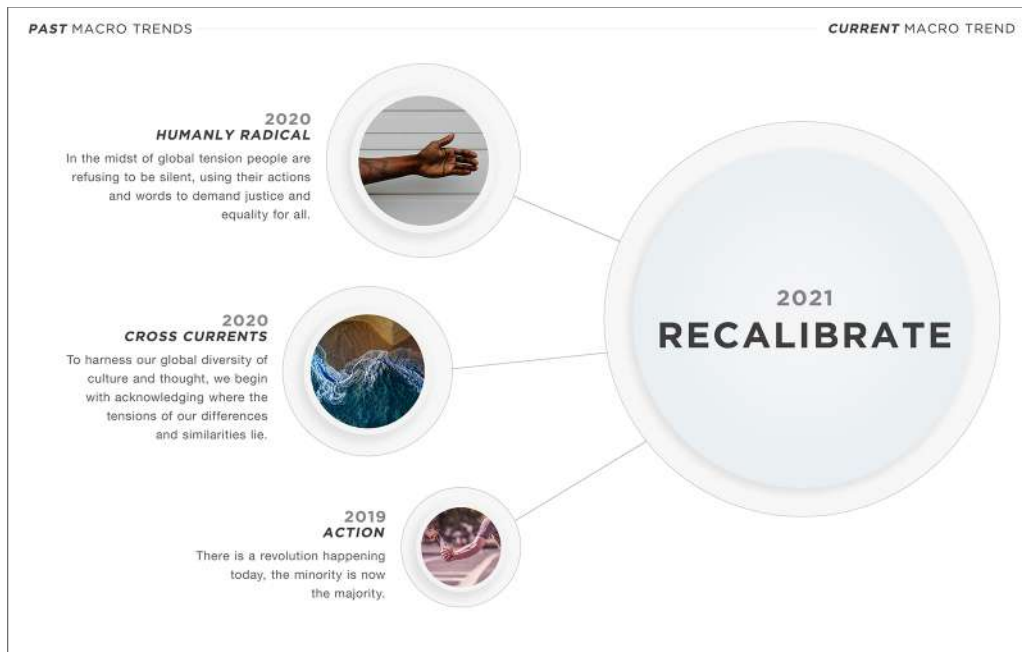 PAST MACRO TRENDS
CURRENT MACRO TREND
2020
HUMANLY RADICAL
In the midst of global tension people are
refusing to be silent, using their actions
and words to demand justice and
equality for all.
2020
CROSS CURRENTS
To harness our global diversity of
culture and thought, we begin
with acknowledging where the
tensions of our differences
and similarities lie.
2019
ACTION
There is a revolution happening
today, the minority is now
the majority.
2021
RECALIBRATE